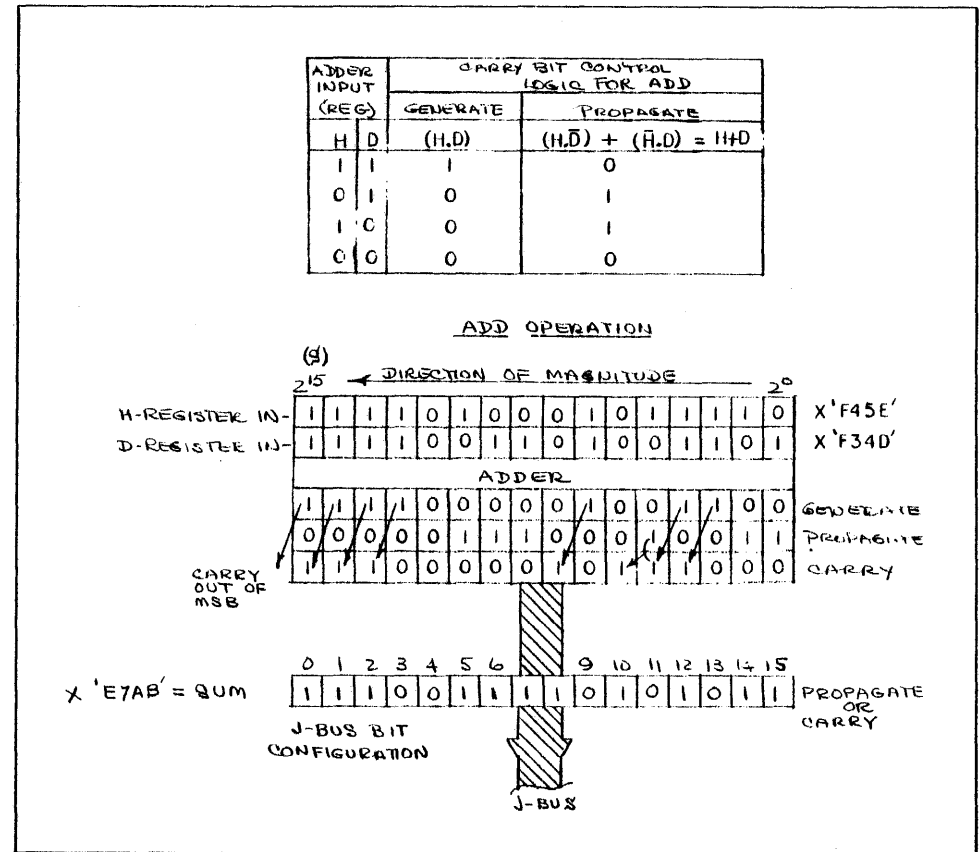 ADDER INPUT (REG)
CARRY BIT CONTROL
LOGIC FOR ADD
GENERATE PROPAGATE
H D (H.D) (H.D̅) + (H̅.D) = H+D
1 1 1 0
0 1 0 1
1 0 0 1
0 0 0 0
ADD OPERATION
(S)
2¹⁵ DIRECTION OF MAGNITUDE 2⁰
H-REGISTER IN- 1 1 1 1 0 1 0 0 0 1 0 1 1 1 1 0 X'F45E'
D-REGISTER IN- 1 1 1 1 0 0 1 1 0 1 0 0 1 1 0 1 X'F34D'
ADDER
1 1 1 1 0 0 0 0 0 1 0 0 1 1 0 0 GENERATE
0 0 0 0 0 1 1 1 0 0 0 1 0 0 1 1 PROPAGATE
1 1 1 0 0 0 0 0 1 0 1 1 1 0 0 0 CARRY
CARRY
OUT OF
MSB
0 1 2 3 4 5 6 9 10 11 12 13 14 15
X 'E7AB' = SUM 1 1 1 0 0 1 1 1 1 0 1 0 1 0 1 1 PROPAGATE
OR
CARRY
J-BUS BIT
CONFIGURATION
J-BUS